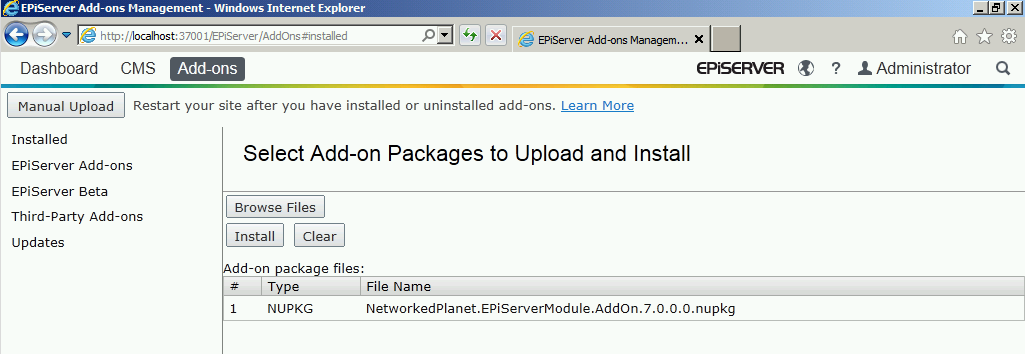 EPiServer Add-ons Management - Windows Internet Explorer
http://localhost:37001/EPiServer/AddOns#installed
EPiServer Add-ons Managem...
Dashboard CMS Add-ons EPiSERVER ? Administrator
Manual Upload Restart your site after you have installed or uninstalled add-ons. Learn More
Installed
EPiServer Add-ons
EPiServer Beta
Third-Party Add-ons
Updates
Select Add-on Packages to Upload and Install
Browse Files
Install Clear
Add-on package files:
# Type File Name
1 NUPKG NetworkedPlanet.EPiServerModule.AddOn.7.0.0.0.nupkg